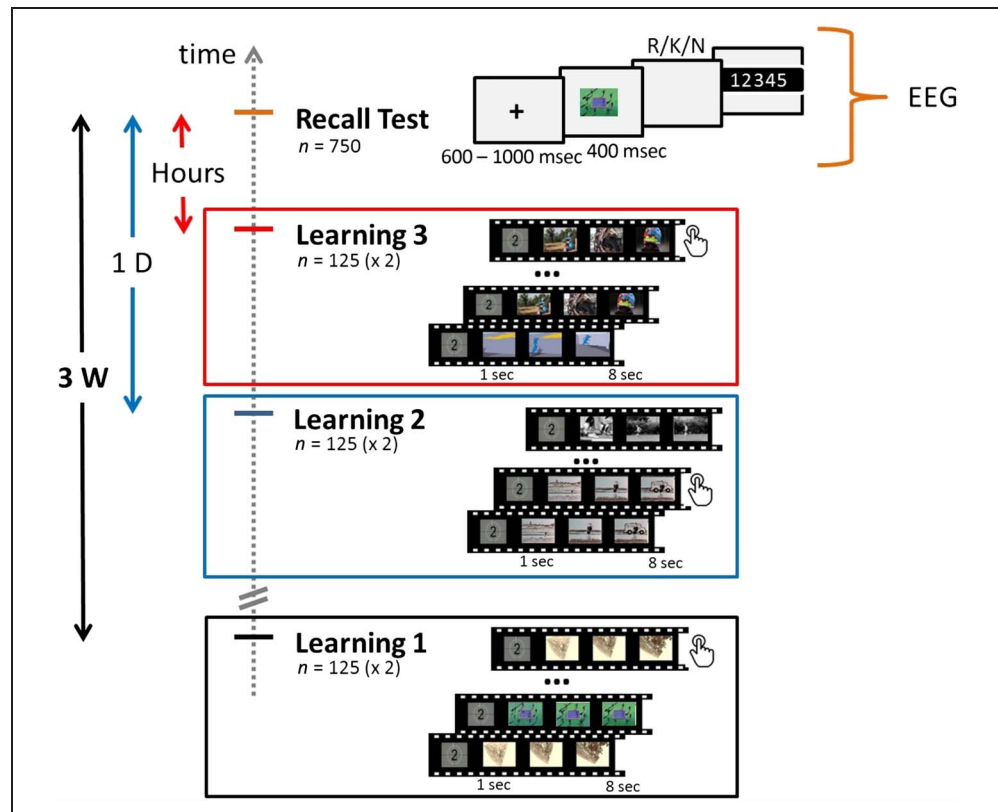 time
R/K/N
+
12345
EEG
600 – 1000 msec
400 msec
Recall Test
n = 750
Hours
1 D
3 W
Learning 3
n = 125 (x 2)
2
...
2
2
1 sec
8 sec
Learning 2
n = 125 (x 2)
2
...
2
2
1 sec
8 sec
Learning 1
n = 125 (x 2)
2
...
2
2
1 sec
8 sec